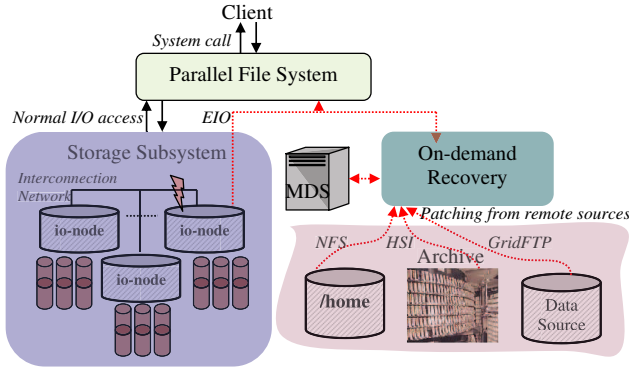 Client
System call
Parallel File System
Normal I/O access
EIO
Storage Subsystem
Interconnection
Network
io-node
io-node
io-node
MDS
On-demand
Recovery
Patching from remote sources
NFS
HSI
GridFTP
Archive
/home
Data
Source